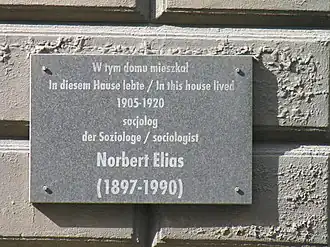 W tym domu mieszkał
In diesem Hause lebte / In this house lived
1905-1920
socjolog
der Soziologe / sociologist
Norbert Elias
(1897-1990)